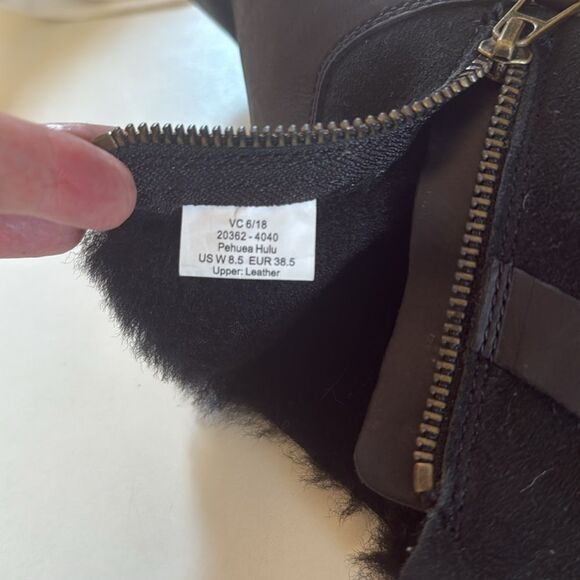 VC 6/18
20362 - 4040
Pehuea Hulu
US W 8.5 EUR 38.5
Upper: Leather